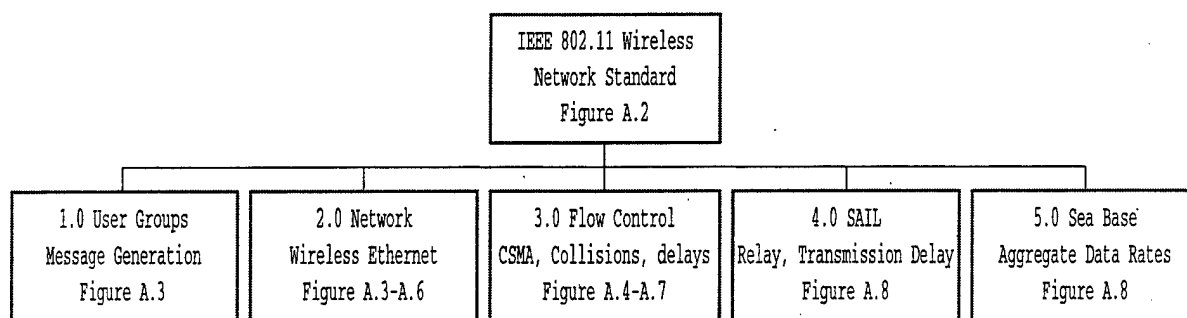 IEEE 802.11 Wireless
Network Standard
Figure A.2
1.0 User Groups
Message Generation
Figure A.3
2.0 Network
Wireless Ethernet
Figure A.3-A.6
3.0 Flow Control
CSMA, Collisions, delays
Figure A.4-A.7
4.0 SAIL
Relay, Transmission Delay
Figure A.8
5.0 Sea Base
Aggregate Data Rates
Figure A.8